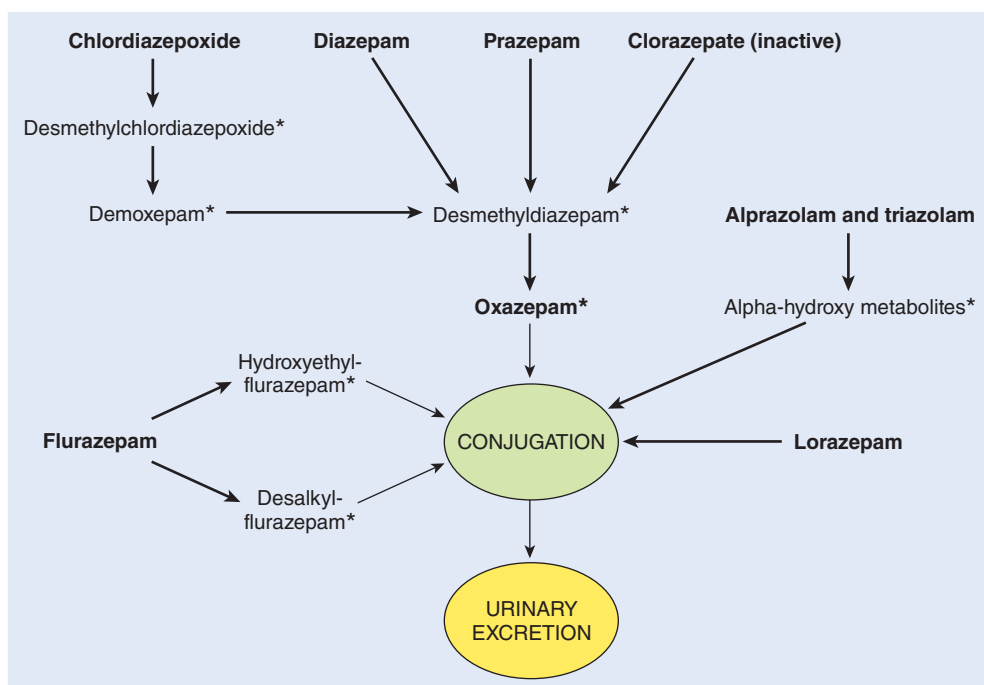 Chlordiazepoxide
Diazepam
Prazepam
Clorazepate (inactive)
Desmethylchlordiazepoxide*
Demoxepam*
Desmethyldiazepam*
Alprazolam and triazolam
Oxazepam*
Alpha-hydroxy metabolites*
Hydroxyethyl-
flurazepam*
Flurazepam
CONJUGATION
Lorazepam
Desalkyl-
flurazepam*
URINARY
EXCRETION